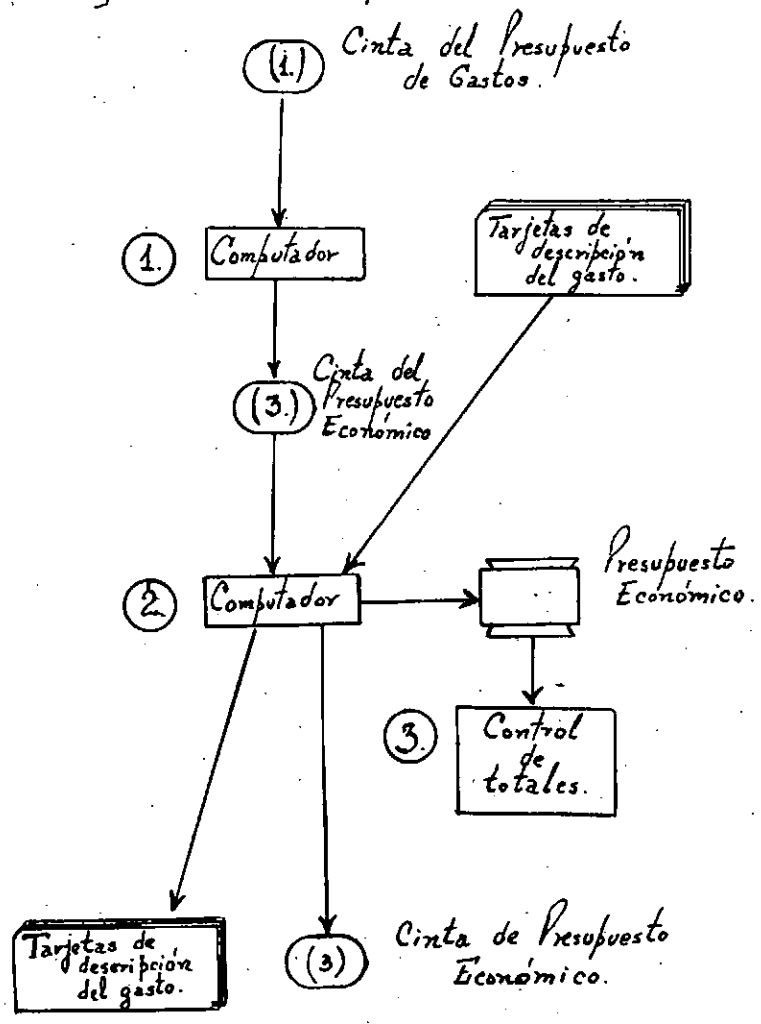 (1.)
Cinta del Presupuesto
de Gastos.
1.
Computador
Tarjetas de
descripción
del gasto.
(3.)
Cinta del
Presupuesto
Económico
2
Computador
Presupuesto
Económico.
3.
Control
de
totales.
Tarjetas de
descripción
del gasto.
(3)
Cinta de Presupuesto
Económico.